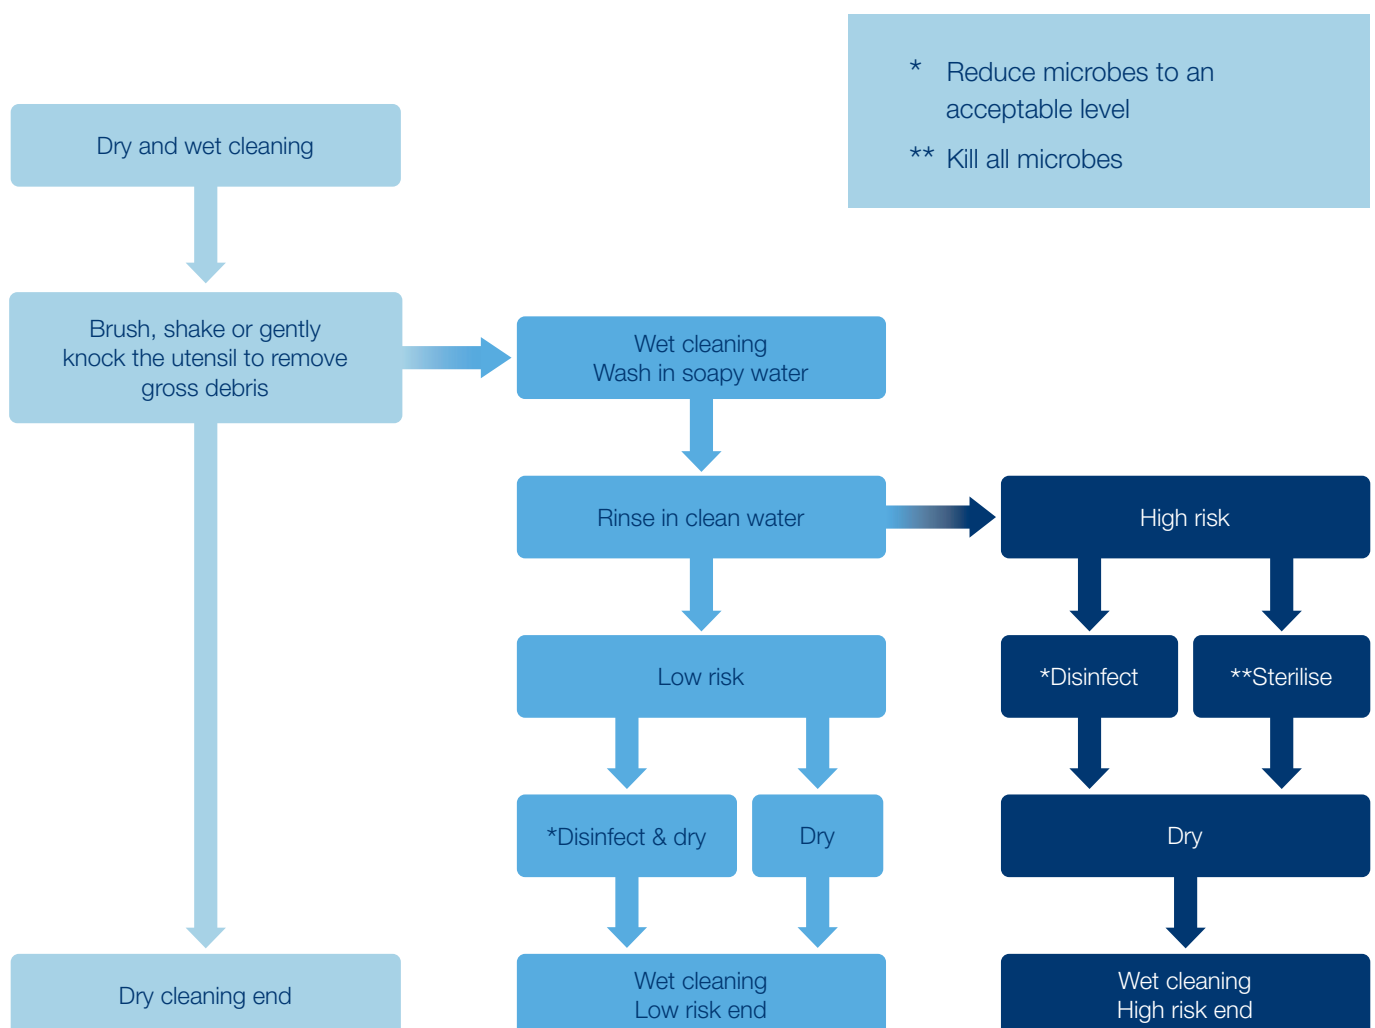 * Reduce microbes to an
acceptable level
** Kill all microbes
Dry and wet cleaning
Brush, shake or gently
knock the utensil to remove
gross debris
Wet cleaning
Wash in soapy water
Rinse in clean water
High risk
Low risk
*Disinfect
**Sterilise
*Disinfect & dry
Dry
Dry
Dry cleaning end
Wet cleaning
Low risk end
Wet cleaning
High risk end